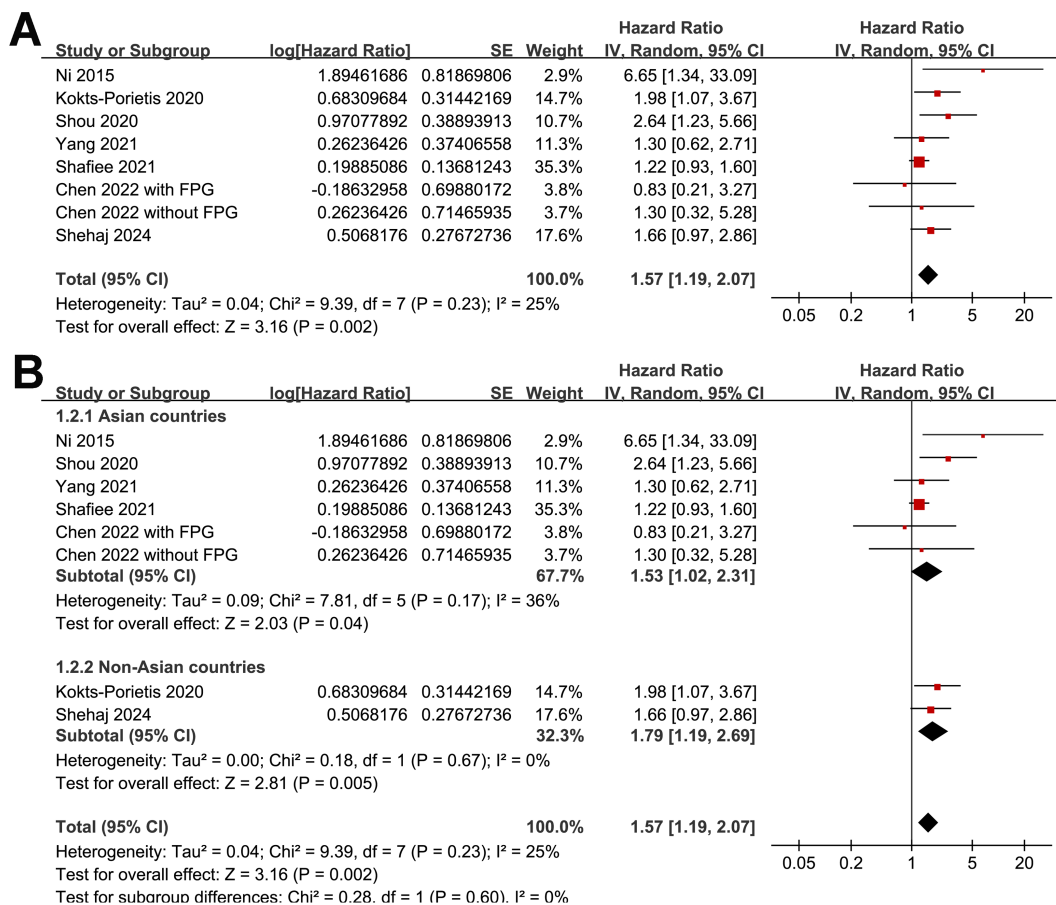 A
Hazard Ratio Hazard Ratio
Study or Subgroup log[Hazard Ratio] SE Weight IV, Random, 95% CI IV, Random, 95% CI
Ni 2015 1.89461686 0.81869806 2.9% 6.65 [1.34, 33.09]
Kokts-Porietis 2020 0.68309684 0.31442169 14.7% 1.98 [1.07, 3.67]
Shou 2020 0.97077892 0.38893913 10.7% 2.64 [1.23, 5.66]
Yang 2021 0.26236426 0.37406558 11.3% 1.30 [0.62, 2.71]
Shafiee 2021 0.19885086 0.13681243 35.3% 1.22 [0.93, 1.60]
Chen 2022 with FPG -0.18632958 0.69880172 3.8% 0.83 [0.21, 3.27]
Chen 2022 without FPG 0.26236426 0.71465935 3.7% 1.30 [0.32, 5.28]
Shehaj 2024 0.5068176 0.27672736 17.6% 1.66 [0.97, 2.86]
Total (95% CI) 100.0% 1.57 [1.19, 2.07]
Heterogeneity: Tau² = 0.04; Chi² = 9.39, df = 7 (P = 0.23); I² = 25%
Test for overall effect: Z = 3.16 (P = 0.002)
0.05 0.2 1 5 20
B
Hazard Ratio Hazard Ratio
Study or Subgroup log[Hazard Ratio] SE Weight IV, Random, 95% CI IV, Random, 95% CI
1.2.1 Asian countries
Ni 2015 1.89461686 0.81869806 2.9% 6.65 [1.34, 33.09]
Shou 2020 0.97077892 0.38893913 10.7% 2.64 [1.23, 5.66]
Yang 2021 0.26236426 0.37406558 11.3% 1.30 [0.62, 2.71]
Shafiee 2021 0.19885086 0.13681243 35.3% 1.22 [0.93, 1.60]
Chen 2022 with FPG -0.18632958 0.69880172 3.8% 0.83 [0.21, 3.27]
Chen 2022 without FPG 0.26236426 0.71465935 3.7% 1.30 [0.32, 5.28]
Subtotal (95% CI) 67.7% 1.53 [1.02, 2.31]
Heterogeneity: Tau² = 0.09; Chi² = 7.81, df = 5 (P = 0.17); I² = 36%
Test for overall effect: Z = 2.03 (P = 0.04)
1.2.2 Non-Asian countries
Kokts-Porietis 2020 0.68309684 0.31442169 14.7% 1.98 [1.07, 3.67]
Shehaj 2024 0.5068176 0.27672736 17.6% 1.66 [0.97, 2.86]
Subtotal (95% CI) 32.3% 1.79 [1.19, 2.69]
Heterogeneity: Tau² = 0.00; Chi² = 0.18, df = 1 (P = 0.67); I² = 0%
Test for overall effect: Z = 2.81 (P = 0.005)
Total (95% CI) 100.0% 1.57 [1.19, 2.07]
Heterogeneity: Tau² = 0.04; Chi² = 9.39, df = 7 (P = 0.23); I² = 25%
0.05 0.2 1 5 20
Test for overall effect: Z = 3.16 (P = 0.002)
Test for subgroup differences: Chi² = 0.28, df = 1 (P = 0.60), I² = 0%